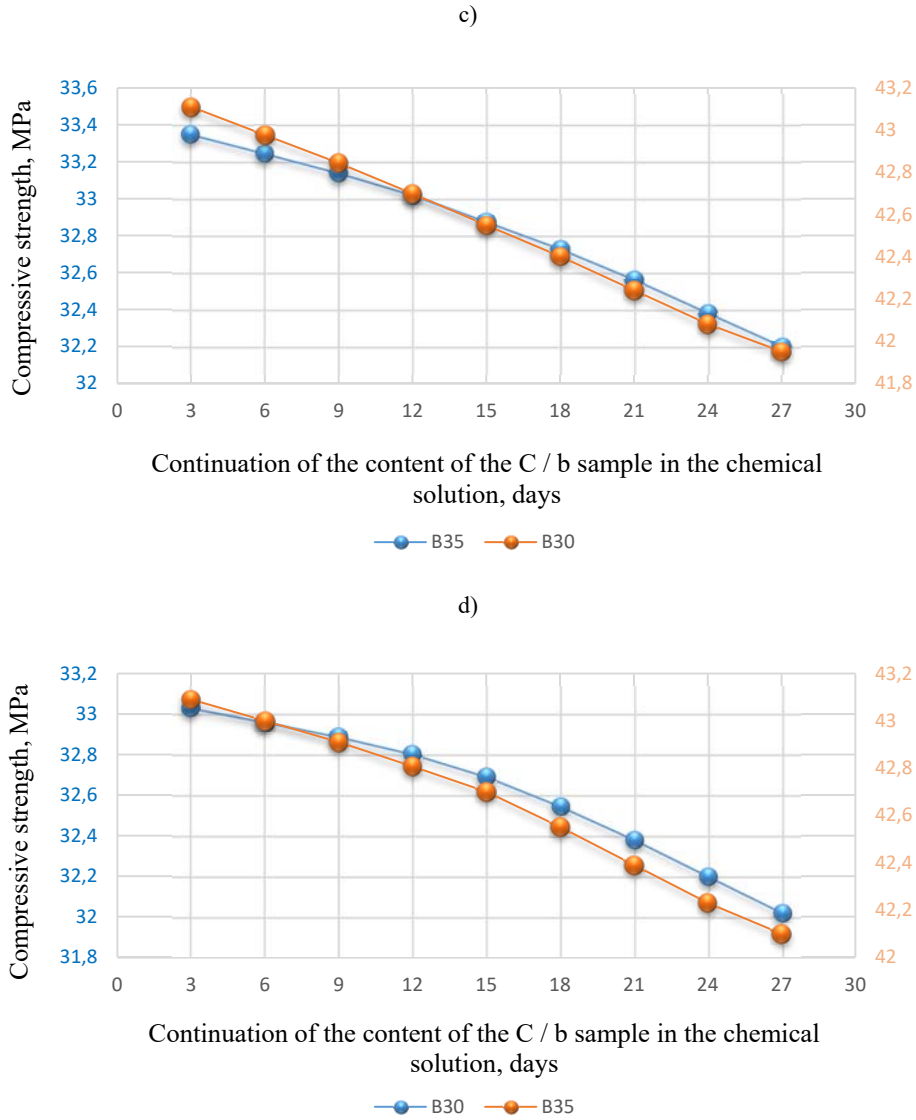 c)
Compressive strength, MPa
33,6
33,4
33,2
33
32,8
32,6
32,4
32,2
32
43,2
43
42,8
42,6
42,4
42,2
42
41,8
0 3 6 9 12 15 18 21 24 27 30
Continuation of the content of the C / b sample in the chemical
solution, days
B35 B30
d)
Compressive strength, MPa
33,2
33
32,8
32,6
32,4
32,2
32
31,8
43,2
43
42,8
42,6
42,4
42,2
42
0 3 6 9 12 15 18 21 24 27 30
Continuation of the content of the C / b sample in the chemical
solution, days
B30 B35